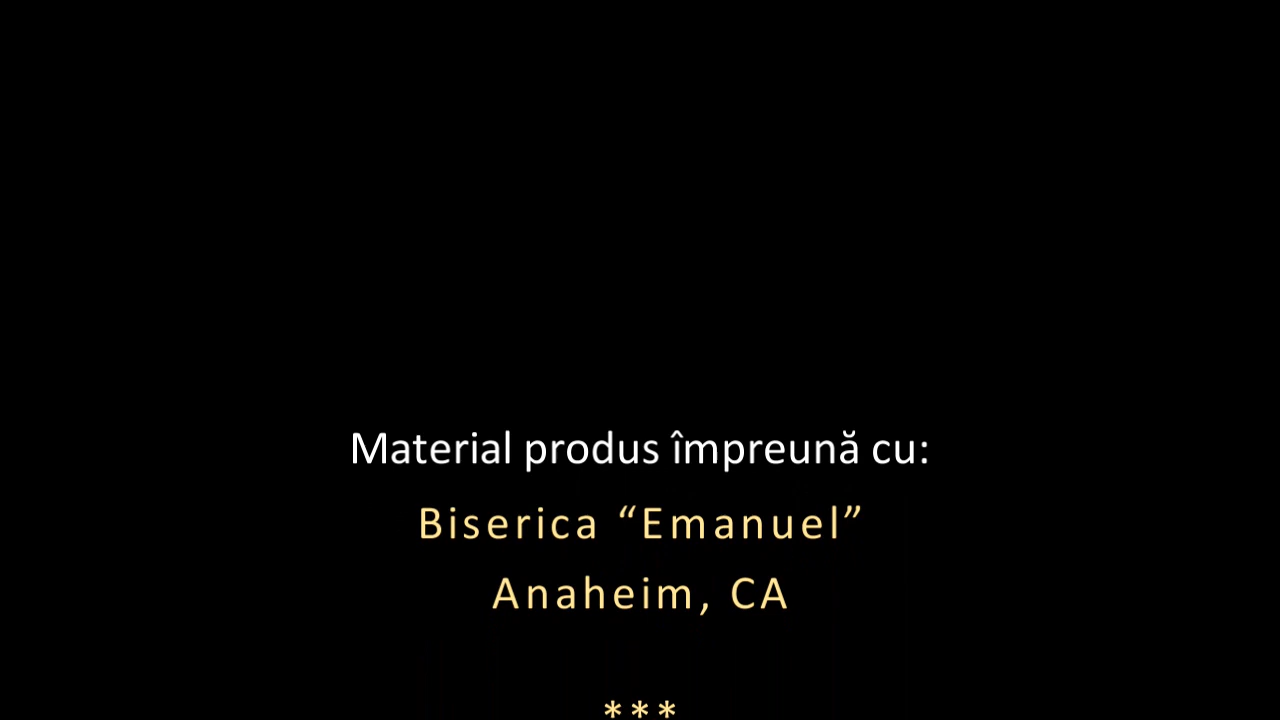 Material produs împreună cu:
Biserica “Emanuel”
Anaheim, CA
***